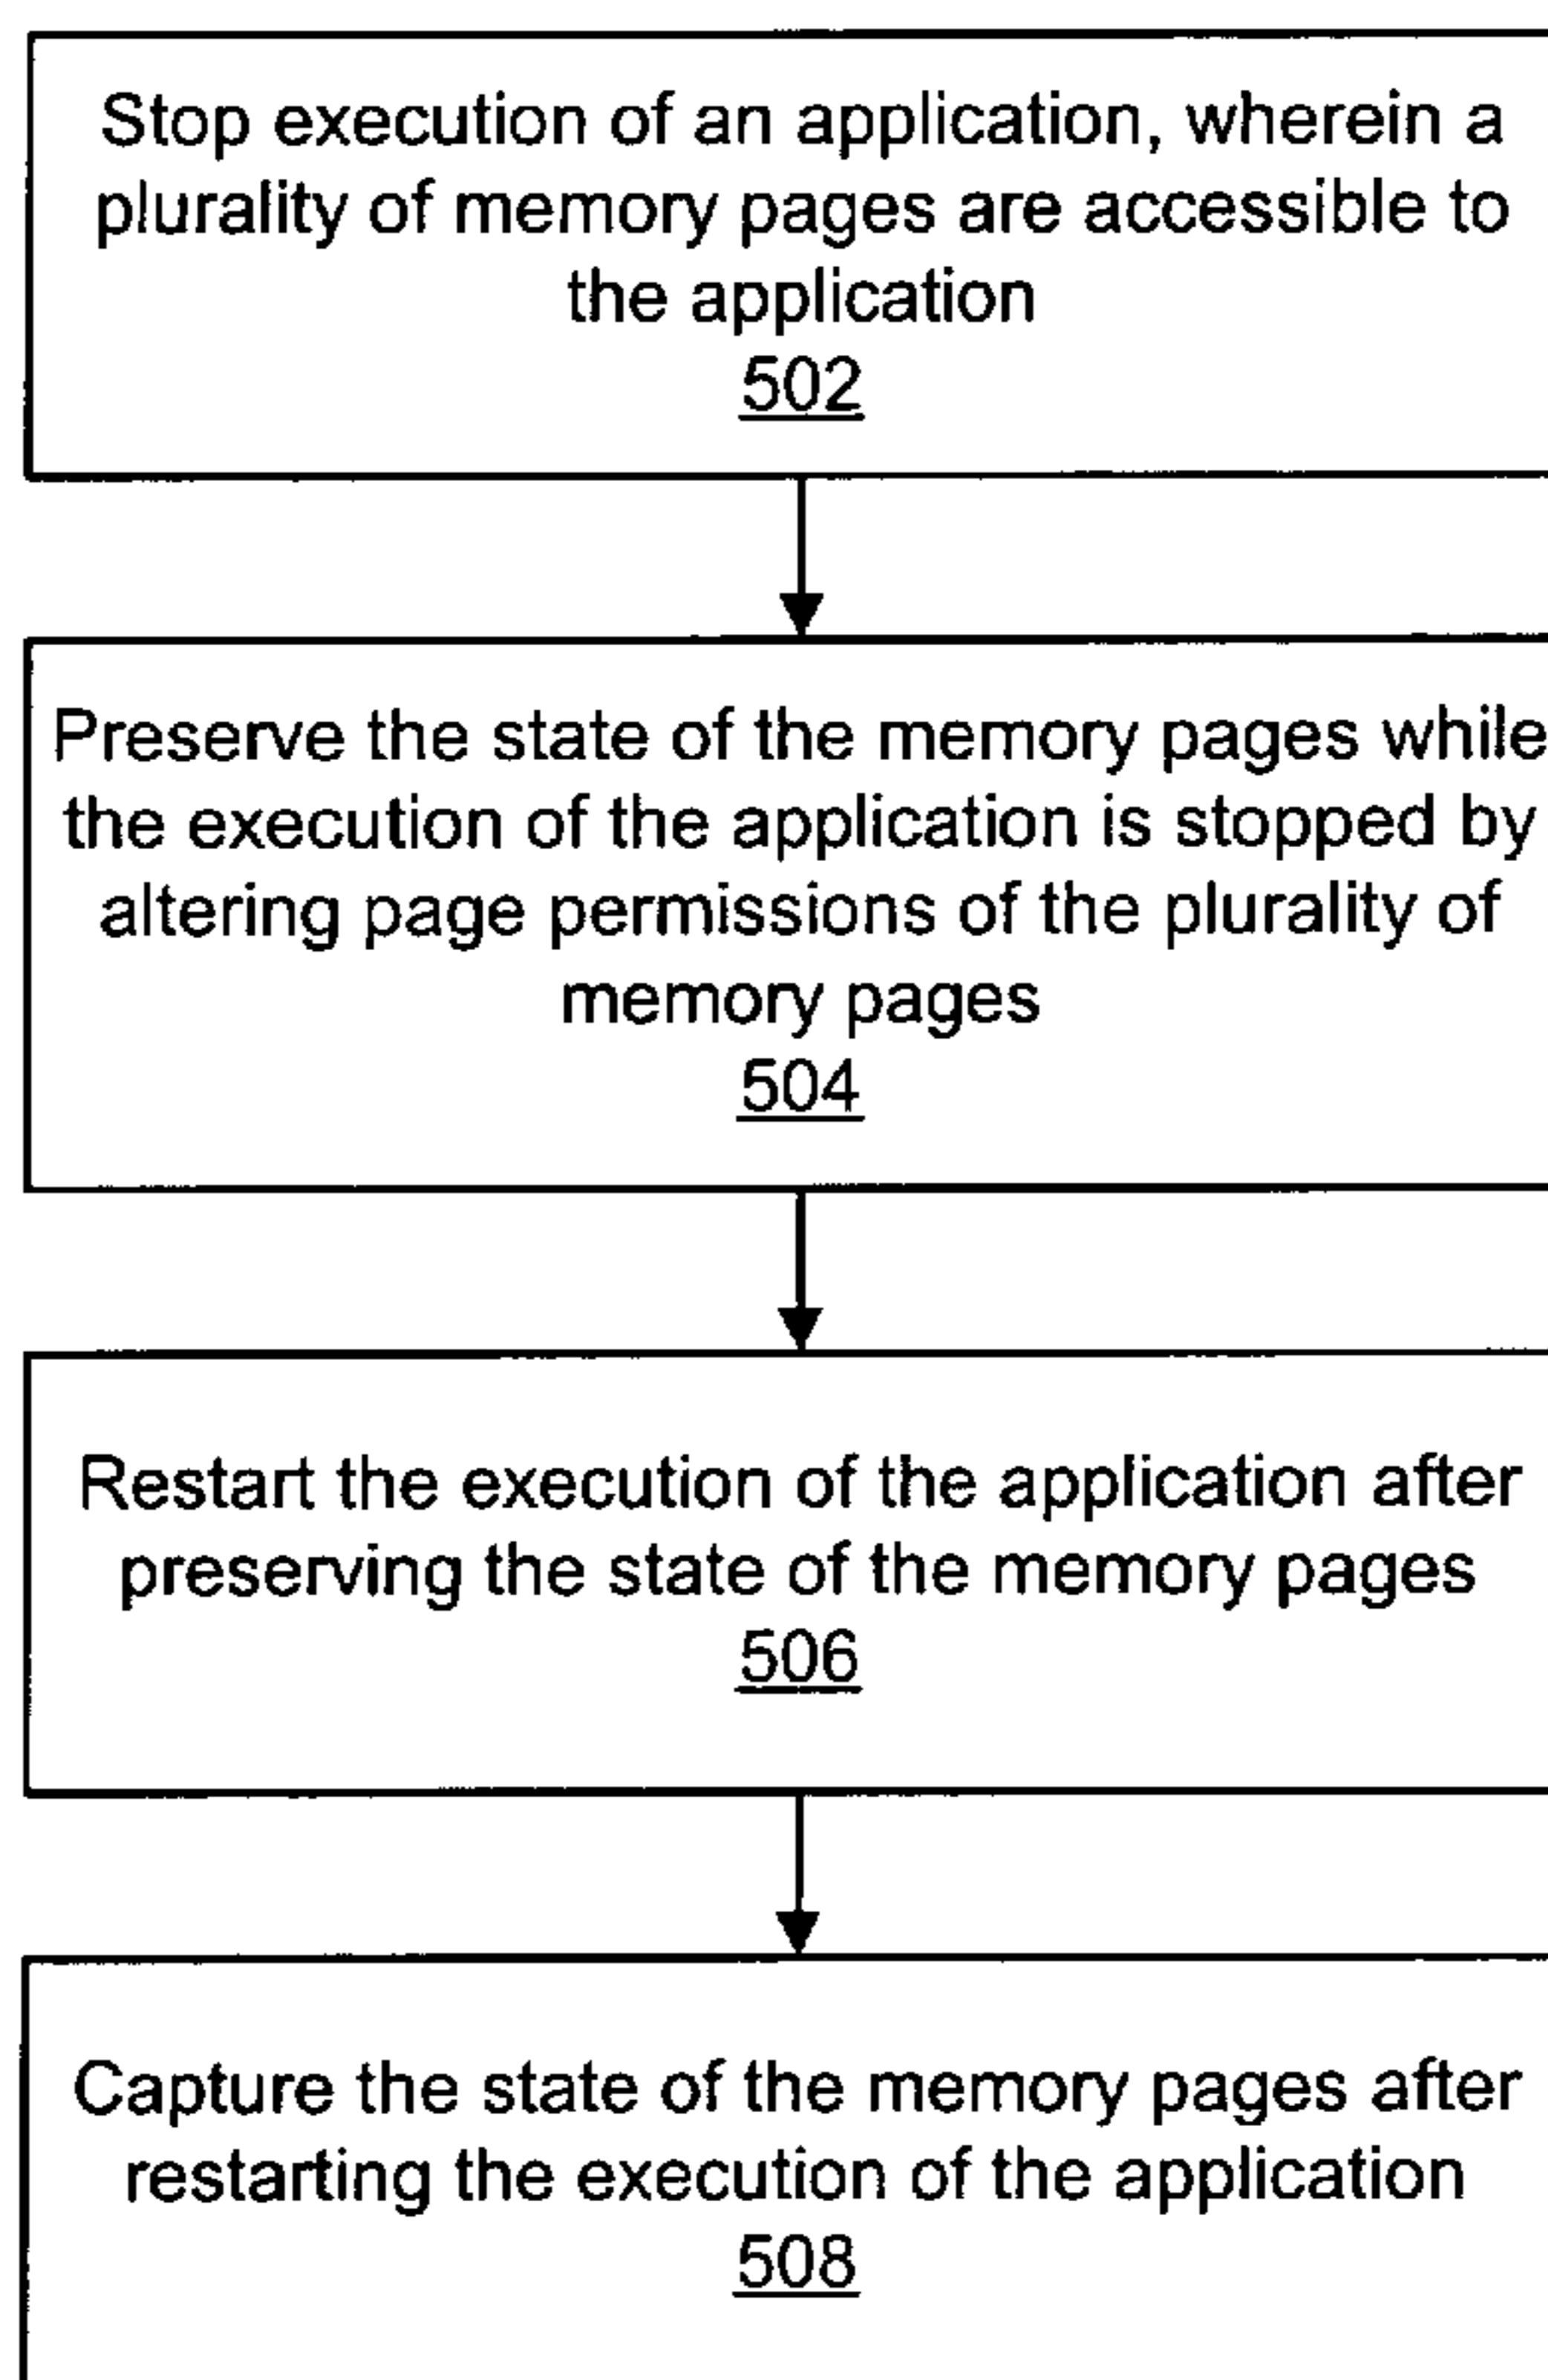 Stop execution of an application, wherein a
plurality of memory pages are accessible to
the application
502
Preserve the state of the memory pages while
the execution of the application is stopped by
altering page permissions of the plurality of
memory pages
504
Restart the execution of the application after
preserving the state of the memory pages
506
Capture the state of the memory pages after
restarting the execution of the application
508